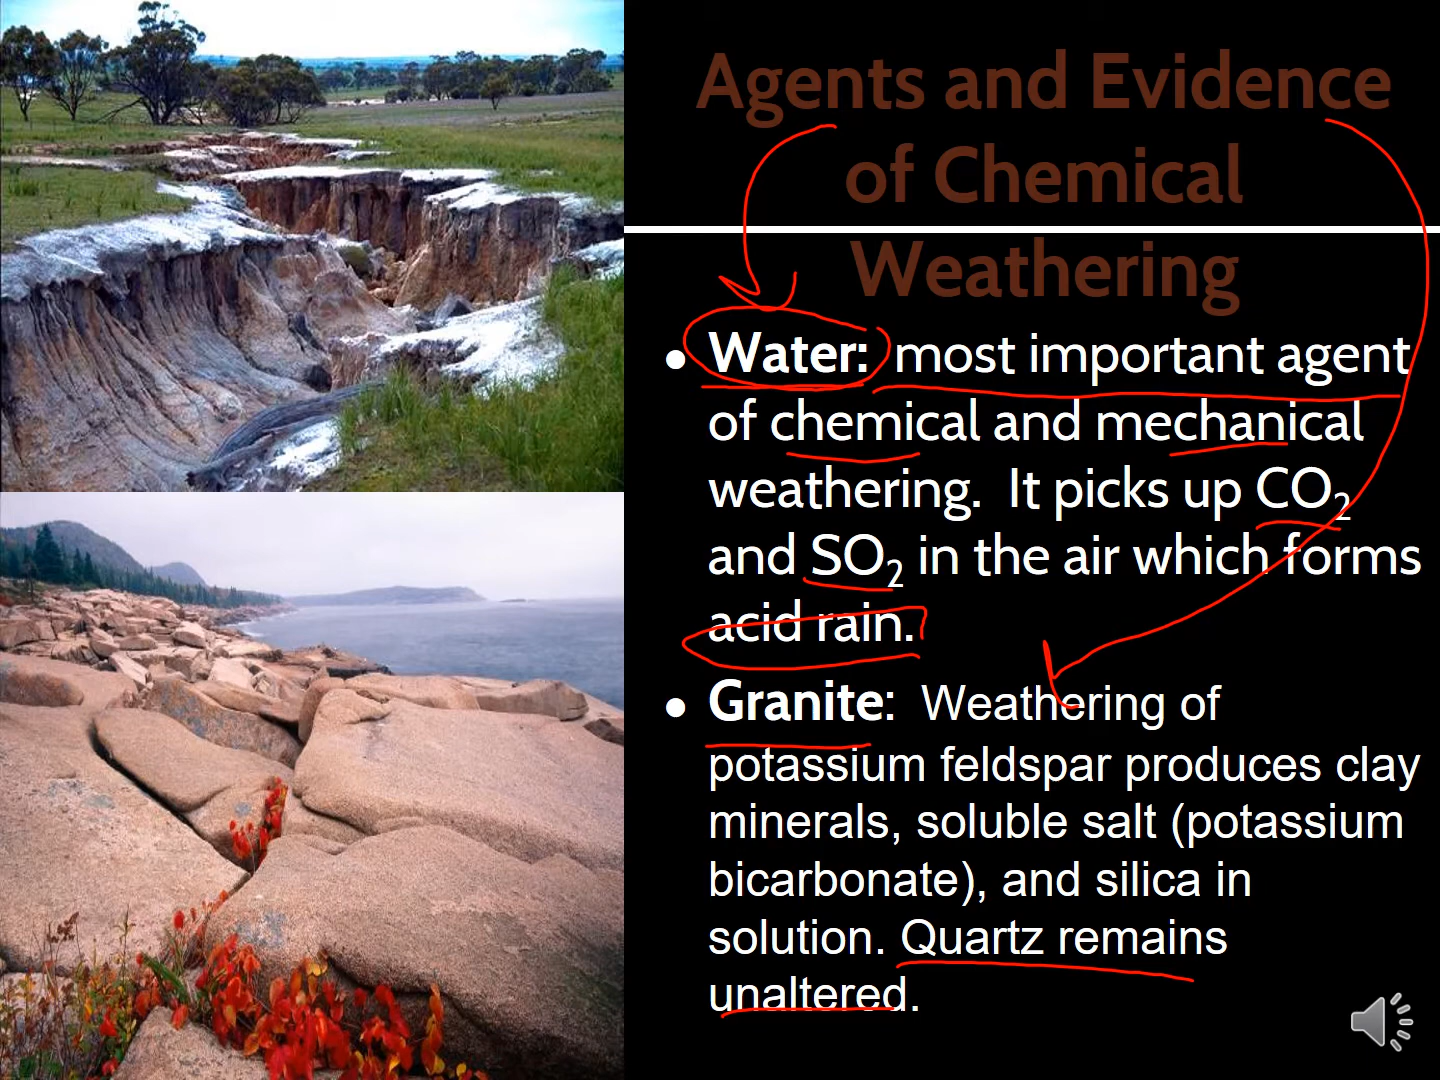 Agents and Evidence
of Chemical
Weathering
• Water: most important agent
of chemical and mechanical
weathering. It picks up CO₂
and SO₂ in the air which forms
acid rain.
• Granite: Weathering of
potassium feldspar produces clay
minerals, soluble salt (potassium
bicarbonate), and silica in
solution. Quartz remains
unaltered.